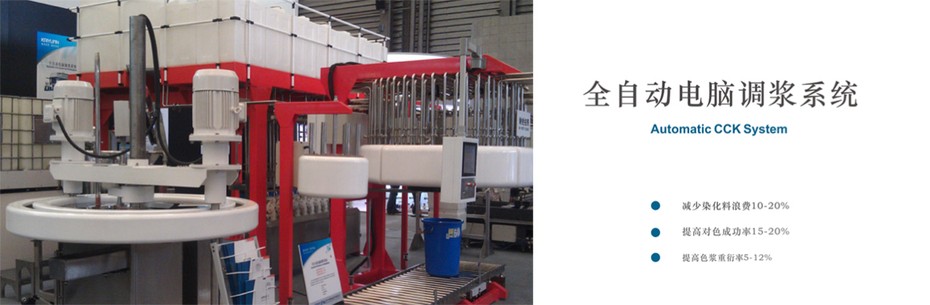 全自动电脑调浆系统
Automatic CCK System
减少染化料浪费10-20%
提高对色成功率15-20%
提高色浆重衍率5-12%